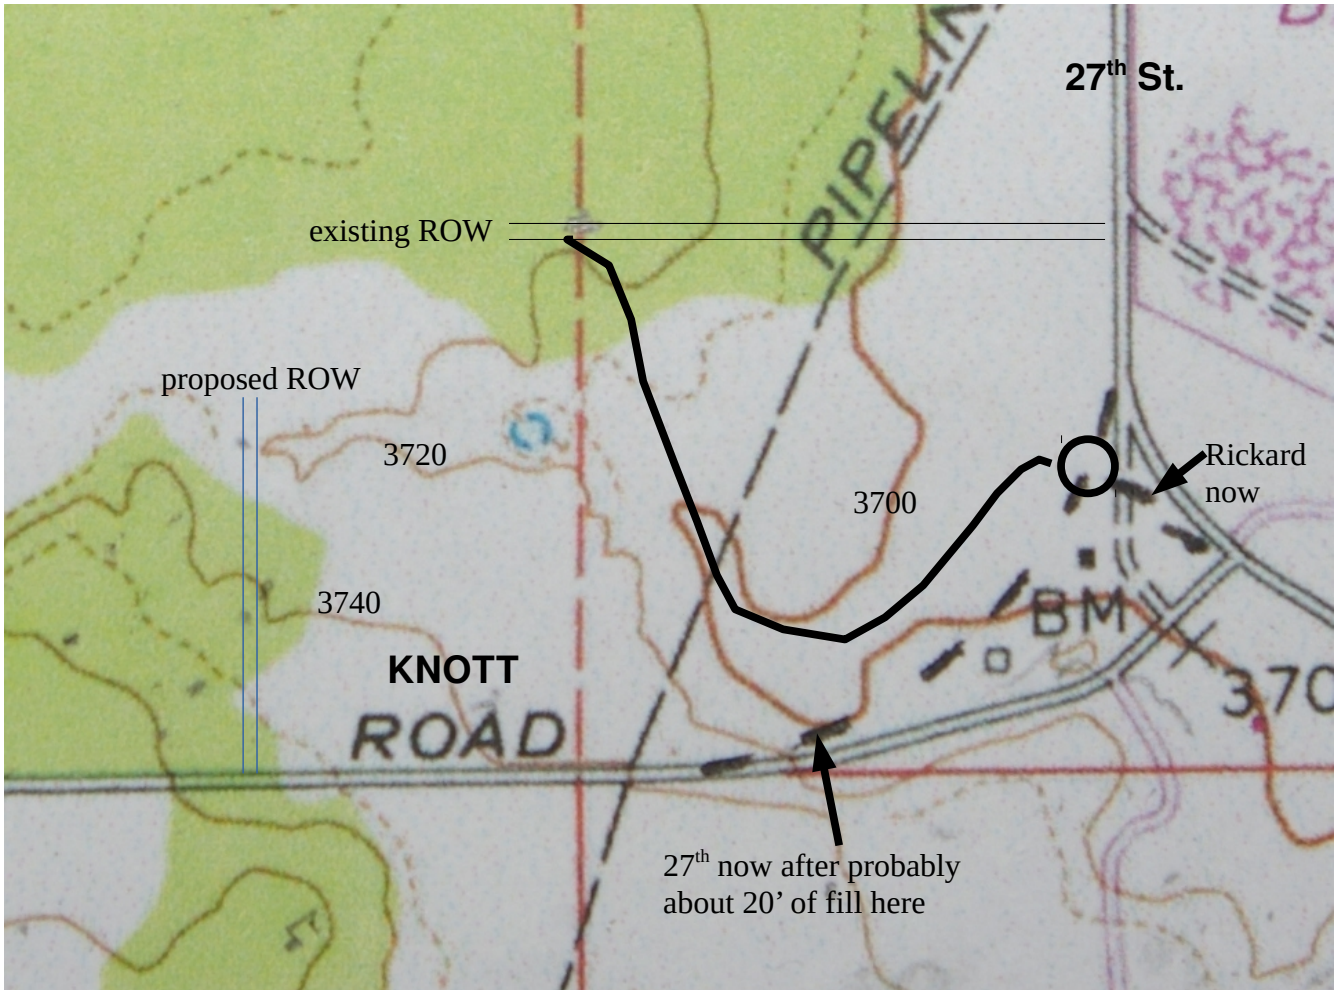 27th St.
PIPELIN
existing ROW
proposed ROW
3720
Rickard
now
3700
3740
BM
KNOTT
ROAD
370
27th now after probably
about 20’ of fill here